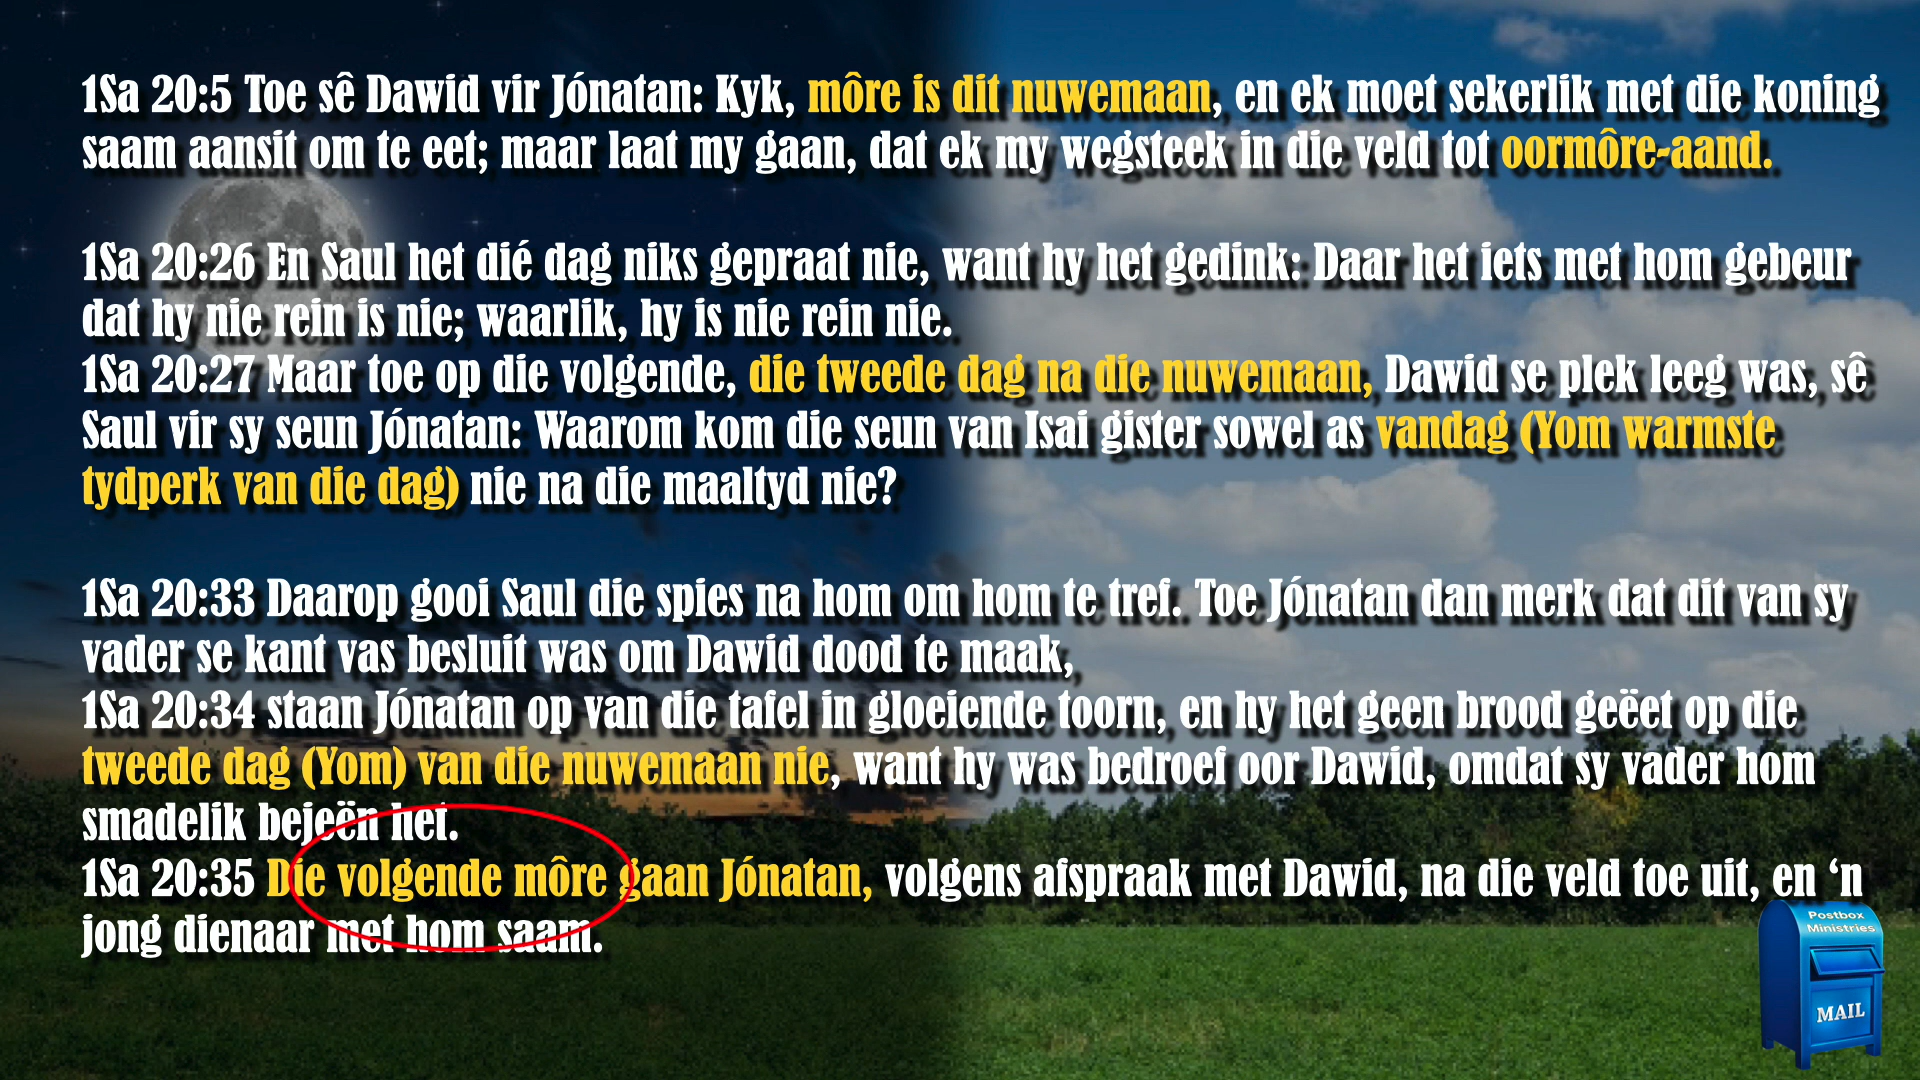 1Sa 20:5 Toe sê Dawid vir Jónatan: Kyk, môre is dit nuwemaan, en ek moet sekerlik met die koning
saam aansit om te eet; maar laat my gaan, dat ek my wegsteek in die veld tot oormôre-aand.
1Sa 20:26 En Saul het dié dag niks gepraat nie, want hy het gedink: Daar het iets met hom gebeur
dat hy nie rein is nie; waarlik, hy is nie rein nie.
1Sa 20:27 Maar toe op die volgende, die tweede dag na die nuwemaan, Dawid se plek leeg was, sê
Saul vir sy seun Jónatan: Waarom kom die seun van Isai gister sowel as vandag (Yom warmste
tydperk van die dag) nie na die maaltyd nie?
1Sa 20:33 Daarop gooi Saul die spies na hom om hom te tref. Toe Jónatan dan merk dat dit van sy
vader se kant vas besluit was om Dawid dood te maak,
1Sa 20:34 staan Jónatan op van die tafel in gloeiende toorn, en hy het geen brood geëet op die
tweede dag (Yom) van die nuwemaan nie, want hy was bedroef oor Dawid, omdat sy vader hom
smadelik bejeën het.
1Sa 20:35 Die volgende môre gaan Jónatan, volgens afspraak met Dawid, na die veld toe uit, en ‘n
jong dienaar met hom saam.
Postbox
Ministries
MAIL